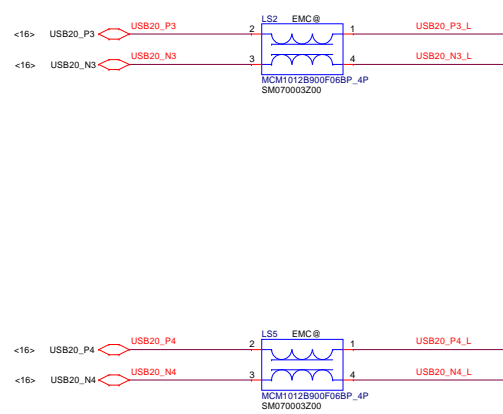 LS2 EMC@
<16> USB20_P3 USB20_P3 2 1 USB20_P3_L
<16> USB20_N3 USB20_N3 3 4 USB20_N3_L
MCM1012B900F06BP_4P
SM070003Z00
LS5 EMC@
<16> USB20_P4 USB20_P4 2 1 USB20_P4_L
<16> USB20_N4 USB20_N4 3 4 USB20_N4_L
MCM1012B900F06BP_4P
SM070003Z00